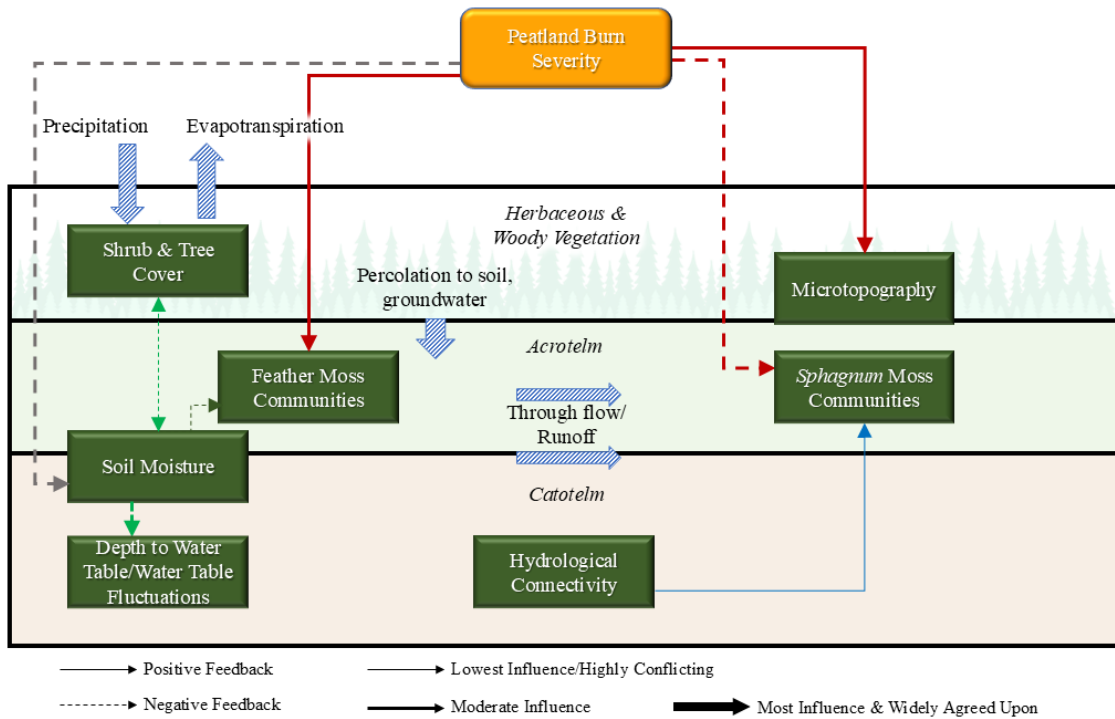 Peatland Burn
Severity
Precipitation
Evapotranspiration
Herbaceous &
Woody Vegetation
Shrub & Tree
Cover
Percolation to soil,
groundwater
Microtopography
Acrotelm
Feather Moss
Communities
Sphagnum Moss
Communities
Through flow/
Runoff
Soil Moisture
Catotelm
Depth to Water
Table/Water Table
Fluctuations
Hydrological
Connectivity
Positive Feedback
Lowest Influence/Highly Conflicting
Negative Feedback
Moderate Influence
Most Influence & Widely Agreed Upon